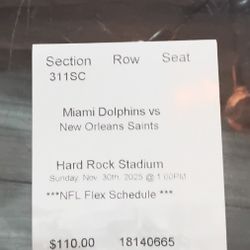 Section Row Seat
311SC
Miami Dolphins vs
New Orleans Saints
Hard Rock Stadium
Sunday. Nov. 30th. 2025 @ 1:00PM
***NFL Flex Schedule ***
$110.00 18140665